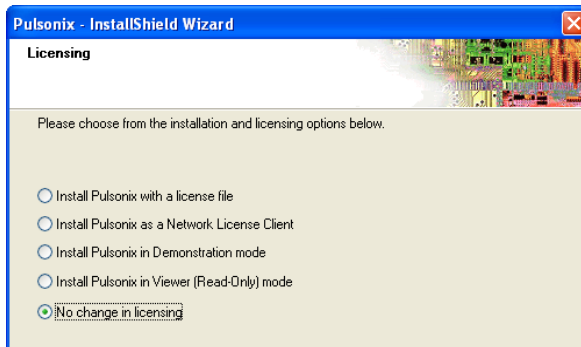 Pulsonix - InstallShield Wizard
Licensing
Please choose from the installation and licensing options below.
Install Pulsonix with a license file
Install Pulsonix as a Network License Client
Install Pulsonix in Demonstration mode
Install Pulsonix in Viewer (Read-Only) mode
No change in licensing